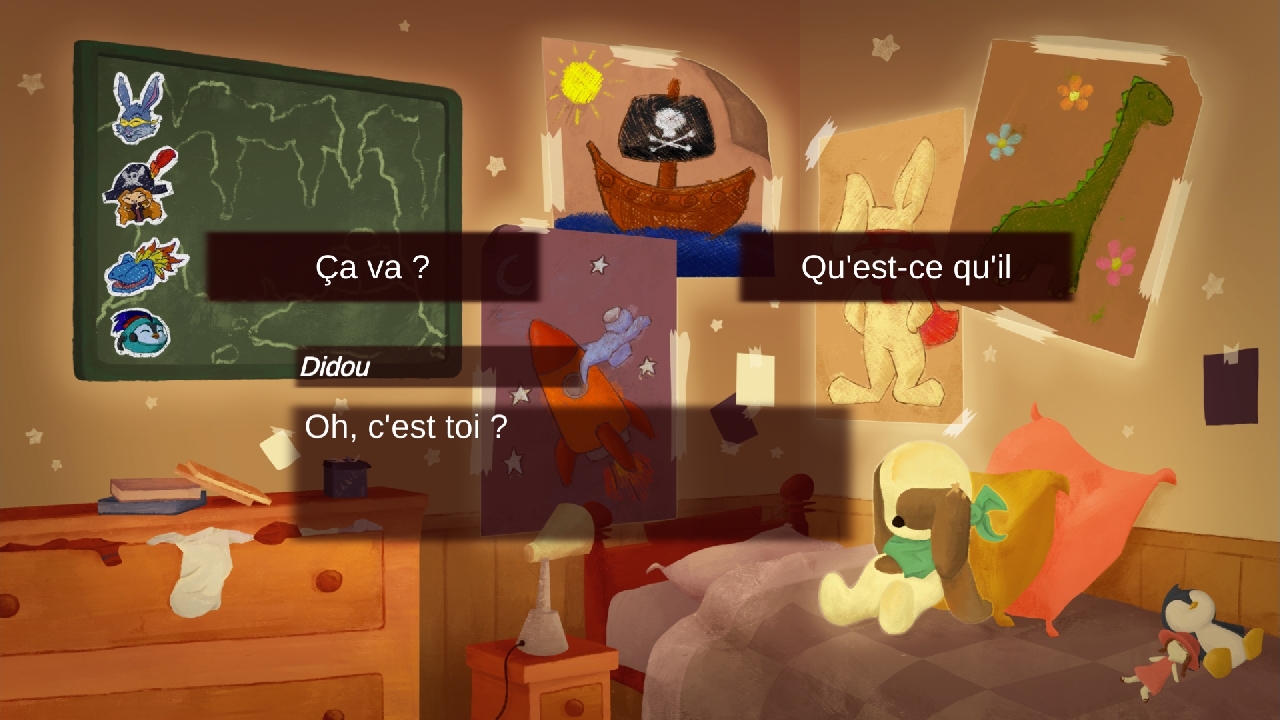 Ça va ?
Qu'est-ce qu'il
Didou
Oh, c'est toi ?